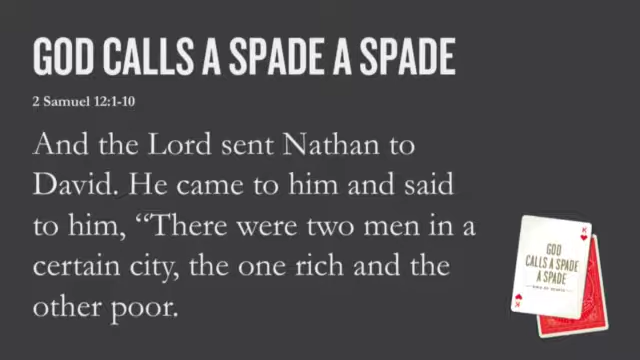 GOD CALLS A SPADE A SPADE
2 Samuel 12:1-10
And the Lord sent Nathan to
David. He came to him and said
to him, “There were two men in a
certain city, the one rich and the
other poor.
K
GOD
CALLS A SPADE
A SPADE
K